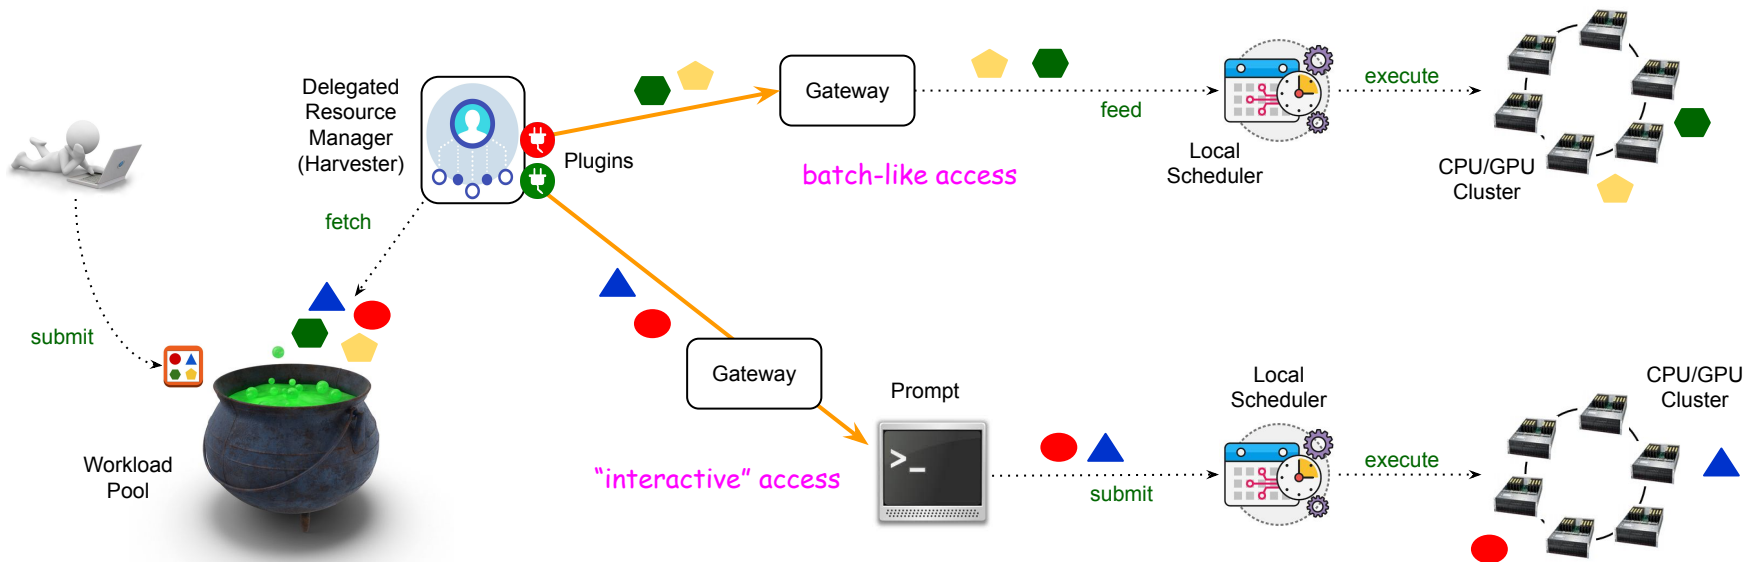 Delegated
Resource
Manager
(Harvester)
Plugins
Gateway
feed
batch-like access
Local
Scheduler
execute
CPU/GPU
Cluster
fetch
submit
Workload
Pool
Gateway
"interactive" access
Prompt
>_
submit
Local
Scheduler
execute
CPU/GPU
Cluster